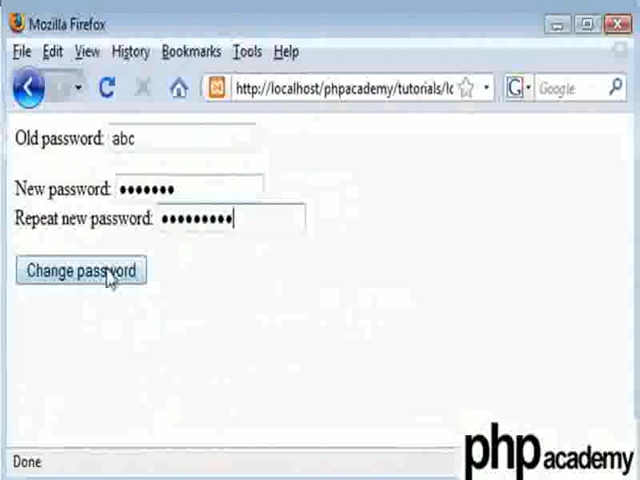 Mozilla Firefox
File Edit View History Bookmarks Tools Help
http://localhost/phpacademy/tutorials/lo Google
Old password: abc
New password: •••••••
Repeat new password: •••••••••
Change password
Done
php academy